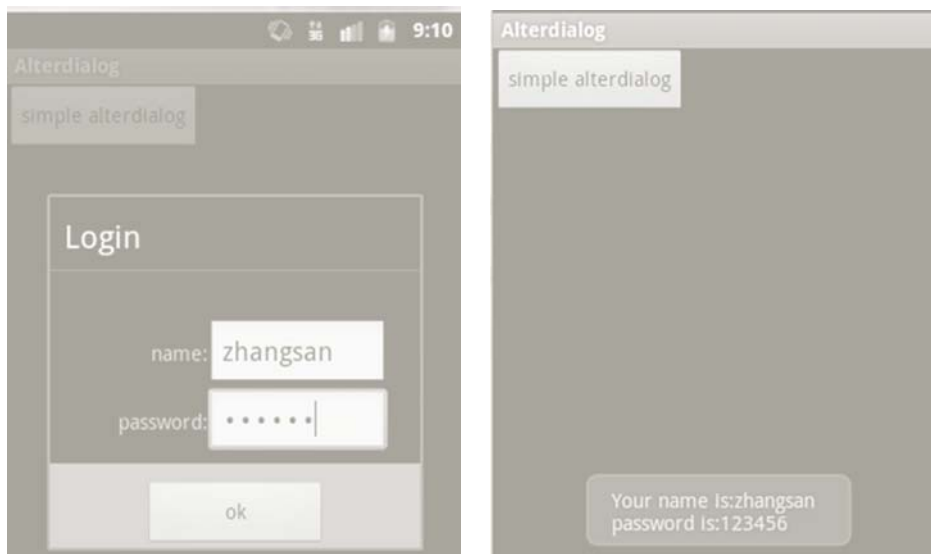 3G 9:10
Alterdialog
simple alterdialog
Login
name: zhangsan
password: ••••••
ok
Alterdialog
simple alterdialog
Your name is:zhangsan
password is:123456